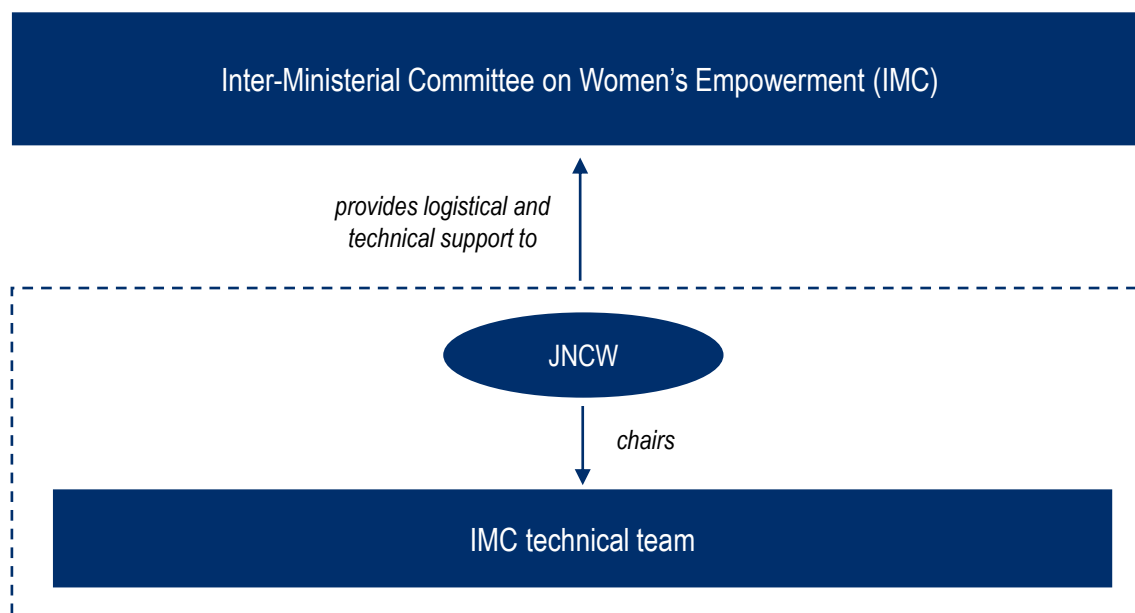 Inter-Ministerial Committee on Women’s Empowerment (IMC)
provides logistical and
technical support to
JNCW
chairs
IMC technical team